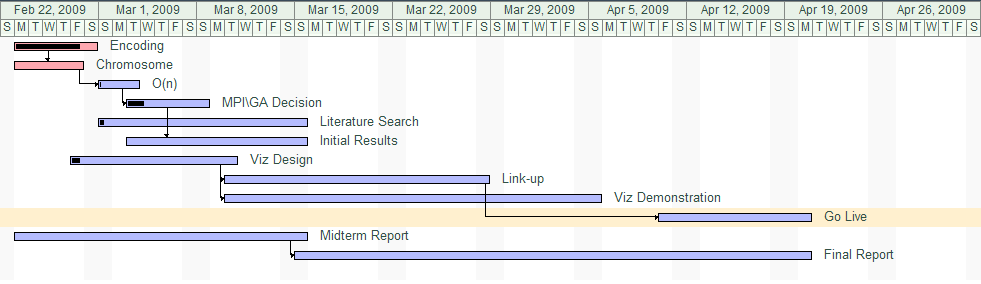 Feb 22, 2009 Mar 1, 2009 Mar 8, 2009 Mar 15, 2009 Mar 22, 2009 Mar 29, 2009 Apr 5, 2009 Apr 12, 2009 Apr 19, 2009 Apr 26, 2009
S M T W T F S S M T W T F S S M T W T F S S M T W T F S S M T W T F S S M T W T F S S M T W T F S S M T W T F S S M T W T F S S M T W T F S
Encoding
Chromosome
O(n)
MPI\GA Decision
Literature Search
Initial Results
Viz Design
Link-up
Viz Demonstration
Go Live
Midterm Report
Final Report